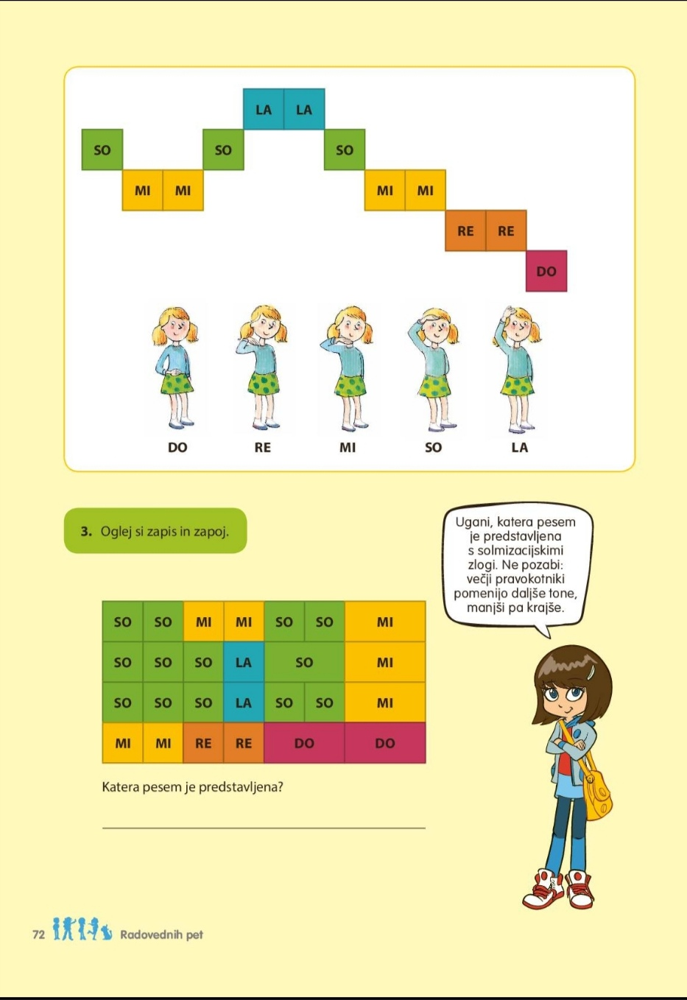 LA LA
SO SO SO
MI MI MI MI
RE RE
DO
DO RE MI SO LA
3. Oglej si zapis in zapoj.
Ugani, katera pesem
je predstavljena
s solmizacijskimi
zlogi. Ne pozabi:
večji pravokotniki
pomenijo daljše tone,
manjši pa krajše.
SO SO MI MI SO SO MI
SO SO SO LA SO MI
SO SO SO LA SO SO MI
MI MI RE RE DO DO
Katera pesem je predstavljena?
72 Radovednih pet